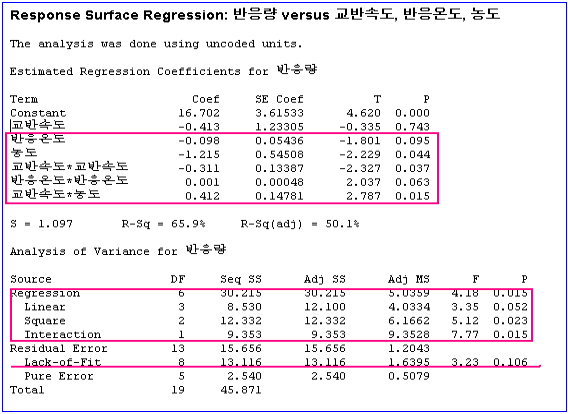 Response Surface Regression: 반응량 versus 교반속도, 반응온도, 농도
The analysis was done using uncoded units.
Estimated Regression Coefficients for 반응량
Term Coef SE Coef T P
Constant 16.702 3.61533 4.620 0.000
교반속도 -0.413 1.23305 -0.335 0.743
반응온도 -0.098 0.05436 -1.801 0.095
농도 -1.215 0.54508 -2.229 0.044
교반속도*교반속도 -0.311 0.13387 -2.327 0.037
반응온도*반응온도 0.001 0.00048 2.037 0.063
교반속도*농도 0.412 0.14781 2.787 0.015
S = 1.097 R-Sq = 65.9% R-Sq(adj) = 50.1%
Analysis of Variance for 반응량
Source DF Seq SS Adj SS Adj MS F P
Regression 6 30.215 30.215 5.0359 4.18 0.015
Linear 3 8.530 12.100 4.0334 3.35 0.052
Square 2 12.332 12.332 6.1662 5.12 0.023
Interaction 1 9.353 9.353 9.3528 7.77 0.015
Residual Error 13 15.656 15.656 1.2043
Lack-of-Fit 8 13.116 13.116 1.6395 3.23 0.106
Pure Error 5 2.540 2.540 0.5079
Total 19 45.871